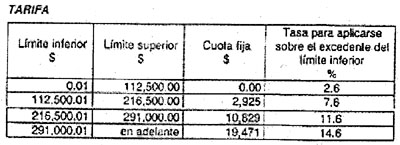 TARIFA
Límite inferior $ Límite superior $ Cuota fija $ Tasa para aplicarse sobre el excedente del límite inferior %
0.01 112,500.00 0.00 2.6
112,500.01 216,500.00 2,925 7.6
216,500.01 291,000.00 10,829 11.6
291,000.01 en adelante 19,471 14.6